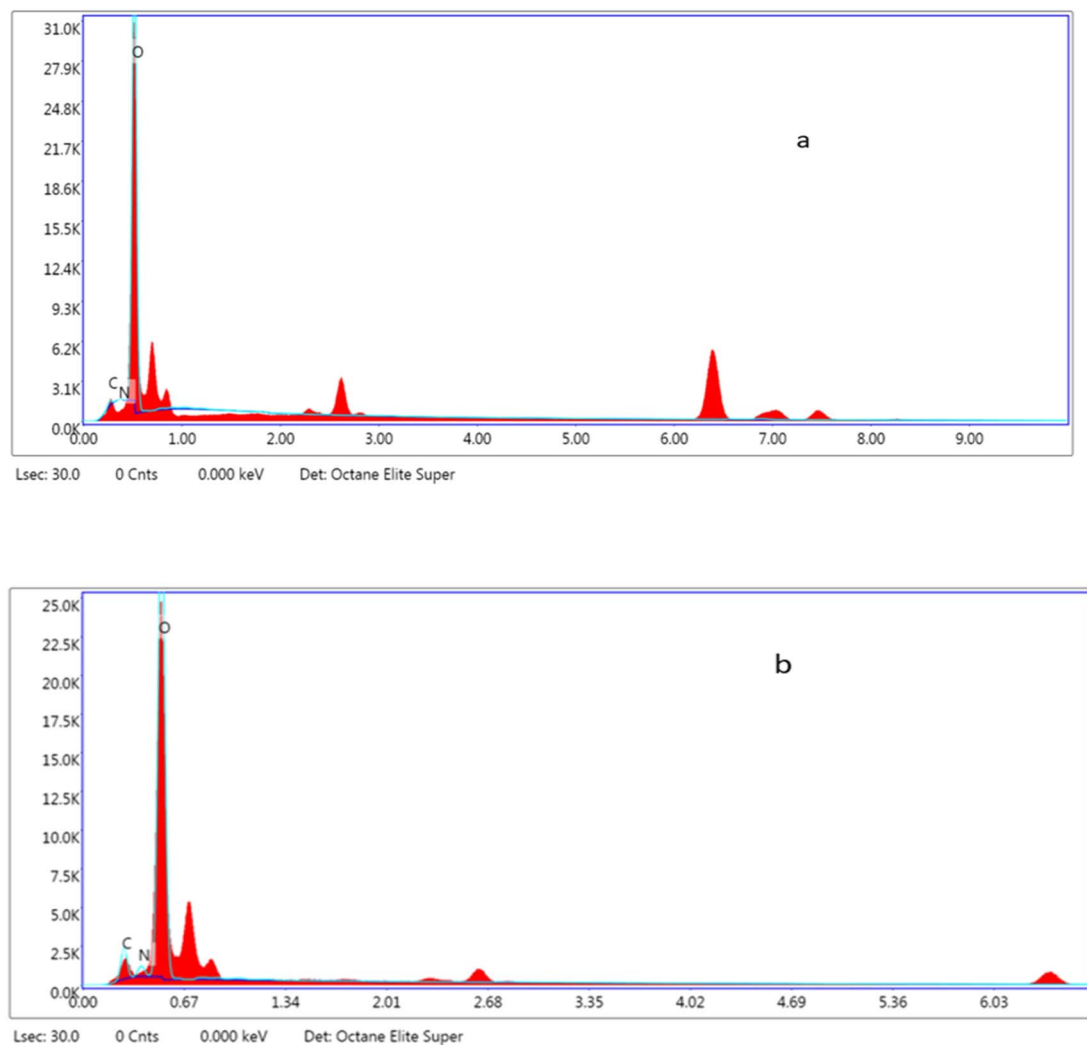 31.0K
O
27.9K
24.8K
a
21.7K
18.6K
15.5K
12.4K
9.3K
6.2K
C
3.1K
N
0.0K
0.00 1.00 2.00 3.00 4.00 5.00 6.00 7.00 8.00 9.00
Lsec: 30.0 0 Cnts 0.000 keV Det: Octane Elite Super
25.0K
O
22.5K
b
20.0K
17.5K
15.0K
12.5K
10.0K
7.5K
5.0K
C
2.5K
N
0.0K
0.00 0.67 1.34 2.01 2.68 3.35 4.02 4.69 5.36 6.03
Lsec: 30.0 0 Cnts 0.000 keV Det: Octane Elite Super